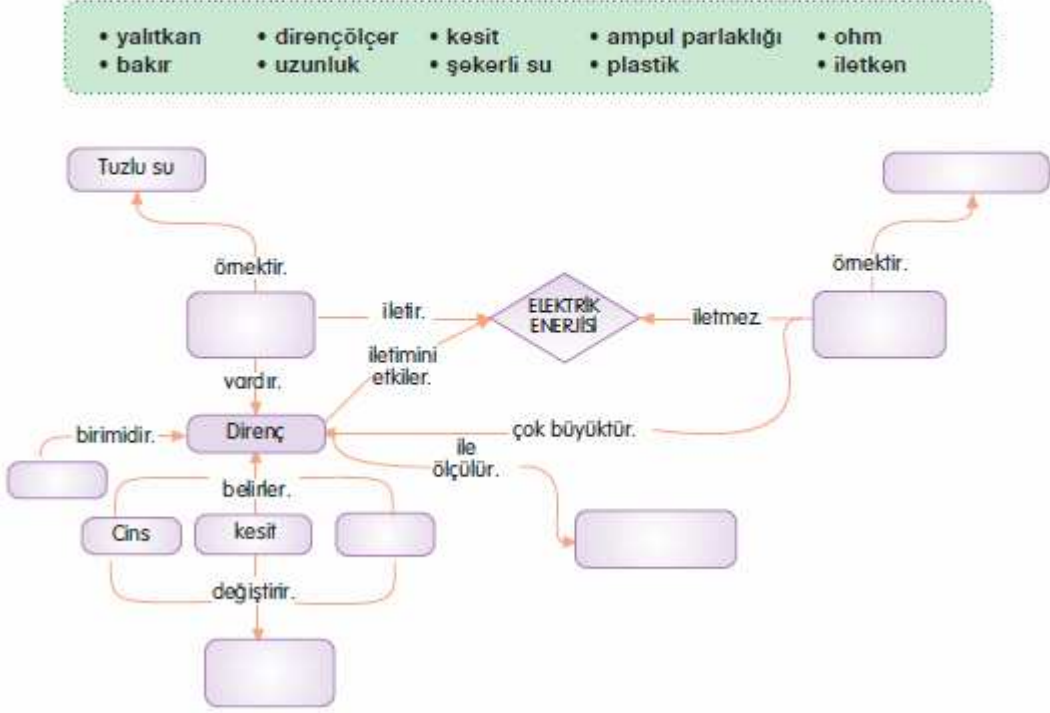 • yalıtkan • dirençölçer • kesit • ampul parlaklığı • ohm
• bakır • uzunluk • şekerli su • plastik • iletken
Tuzlu su
örnektir.
örnektir.
iletir.
ELEKTRİK
ENERJİSİ
iletmez
iletimini
etkiler.
vardır.
birimidir.
Direnç
çok büyüktür.
ile
ölçülür.
belirler.
Cins
kesit
değiştirir.